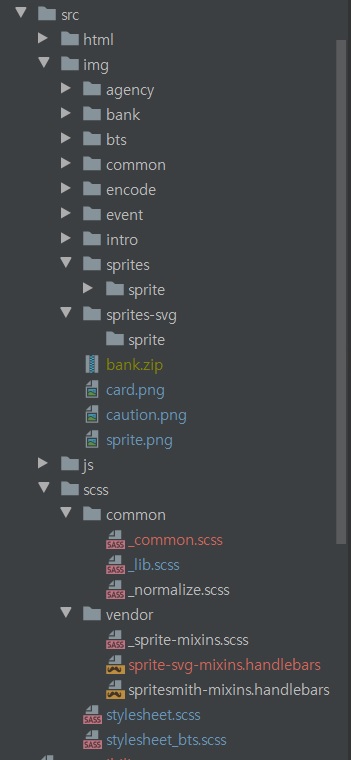 src
html
img
agency
bank
bts
common
encode
event
intro
sprites
sprite
sprites-svg
sprite
bank.zip
card.png
caution.png
sprite.png
js
scss
common
SASS _common.scss
SASS _lib.scss
SASS _normalize.scss
vendor
SASS _sprite-mixins.scss
sprite-svg-mixins.handlebars
spritesmith-mixins.handlebars
SASS stylesheet.scss
SASS stylesheet_bts.scss